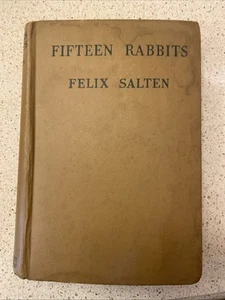 FIFTEEN RABBITS
FELIX SALTEN